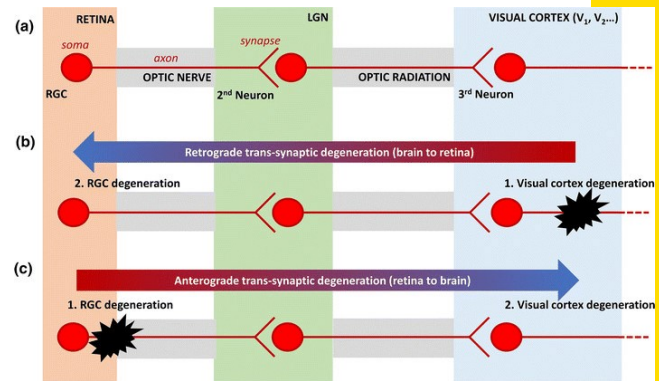 RETINA
LGN
VISUAL CORTEX (V₁, V₂...)
(a)
soma
axon
synapse
OPTIC NERVE
OPTIC RADIATION
RGC
2nd Neuron
3rd Neuron
(b)
Retrograde trans-synaptic degeneration (brain to retina)
2. RGC degeneration
1. Visual cortex degeneration
(c)
Anterograde trans-synaptic degeneration (retina to brain)
1. RGC degeneration
2. Visual cortex degeneration